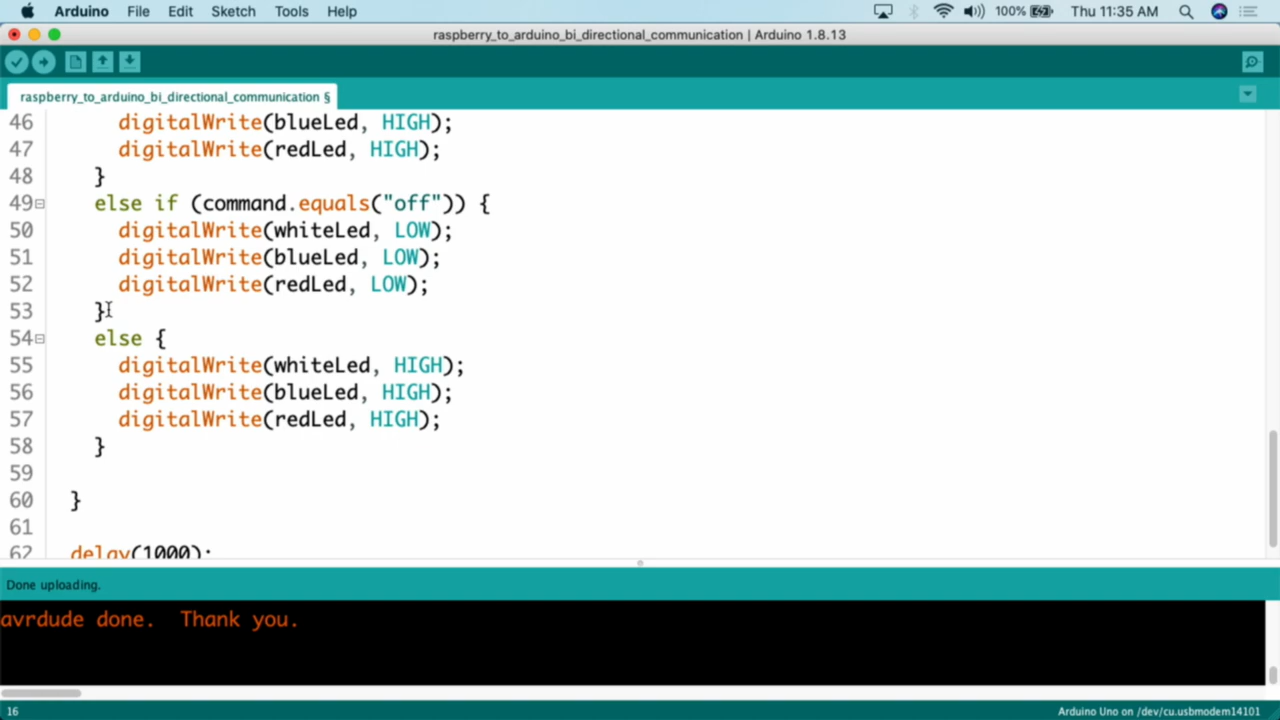 Arduino File Edit Sketch Tools Help 100% Thu 11:35 AM
raspberry_to_arduino_bi_directional_communication | Arduino 1.8.13
raspberry_to_arduino_bi_directional_communication §
46 digitalWrite(blueLed, HIGH);
47 digitalWrite(redLed, HIGH);
48 }
49 else if (command.equals("off")) {
50 digitalWrite(whiteLed, LOW);
51 digitalWrite(blueLed, LOW);
52 digitalWrite(redLed, LOW);
53 }
54 else {
55 digitalWrite(whiteLed, HIGH);
56 digitalWrite(blueLed, HIGH);
57 digitalWrite(redLed, HIGH);
58 }
59
60 }
61
62 delay(1000);
Done uploading.
avrdude done. Thank you.
16 Arduino Uno on /dev/cu.usbmodem14101